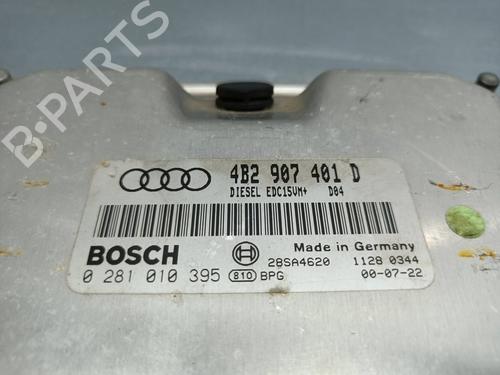 B-PARTS
4B2 907 401 D
DIESEL EDC15VM+ D04
BOSCH
Made in Germany
28SA4620 1128 0344
0 281 010 395 810 BPG 00-07-22